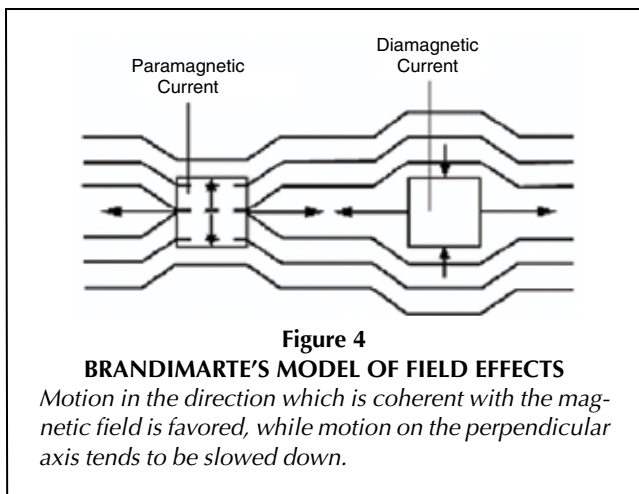 Paramagnetic
Current
Diamagnetic
Current
Figure 4
BRANDIMARTE’S MODEL OF FIELD EFFECTS
Motion in the direction which is coherent with the mag-
netic field is favored, while motion on the perpendicular
axis tends to be slowed down.